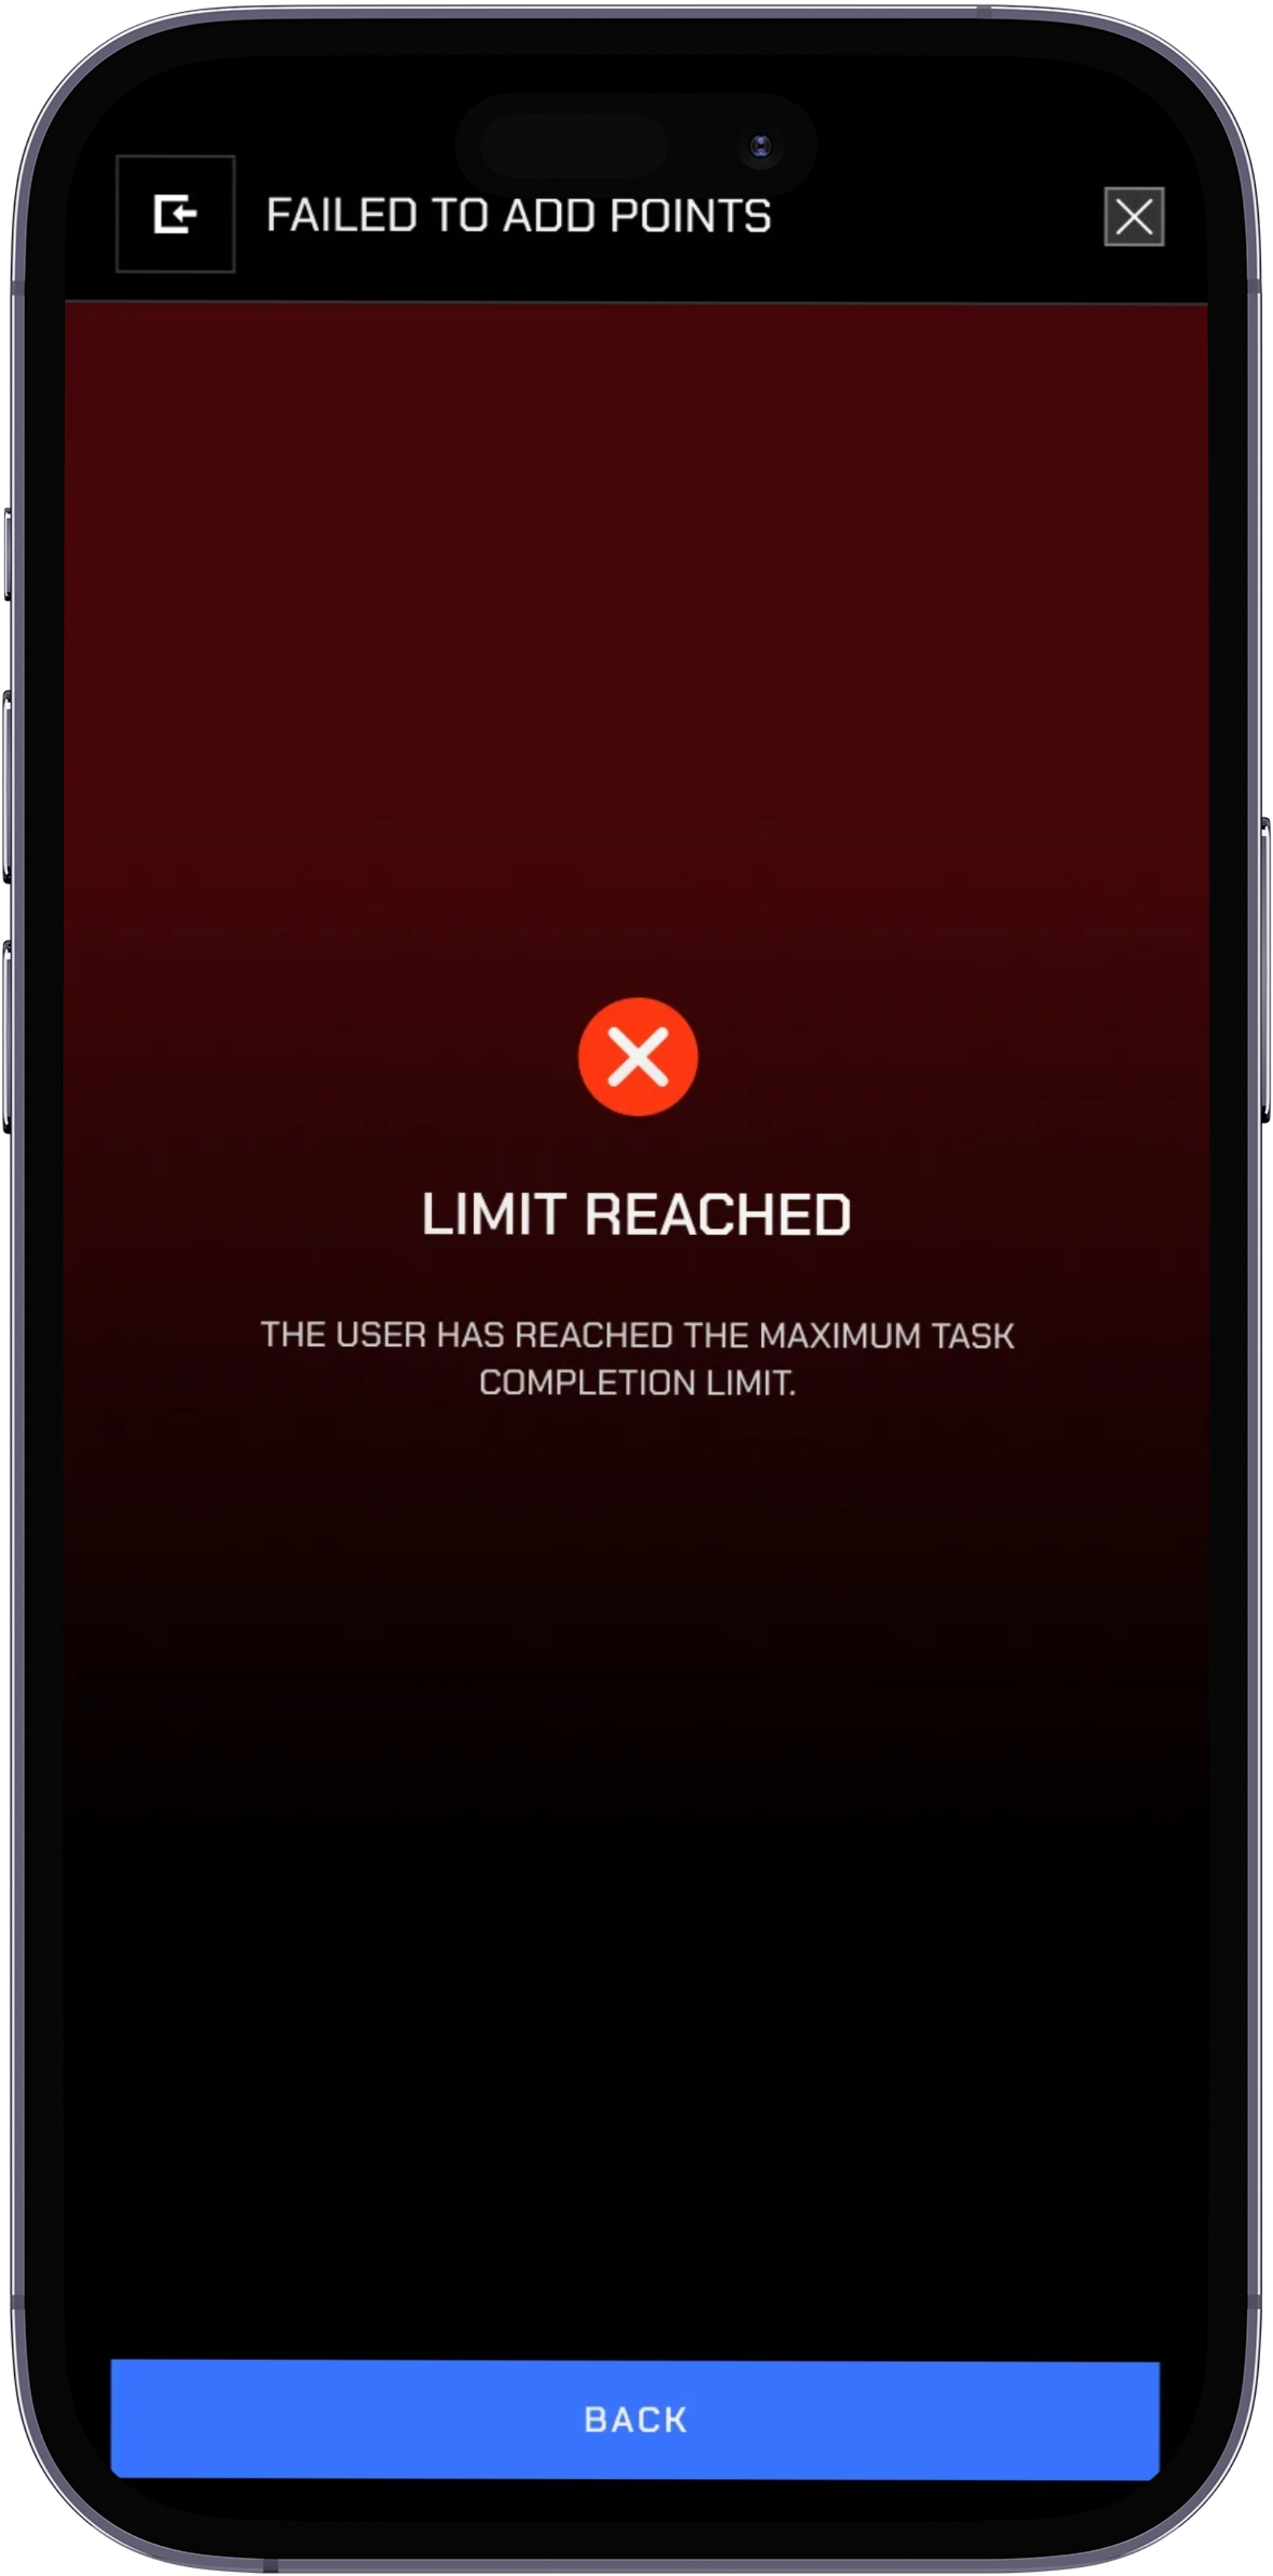 FAILED TO ADD POINTS
LIMIT REACHED
THE USER HAS REACHED THE MAXIMUM TASK
COMPLETION LIMIT.
BACK